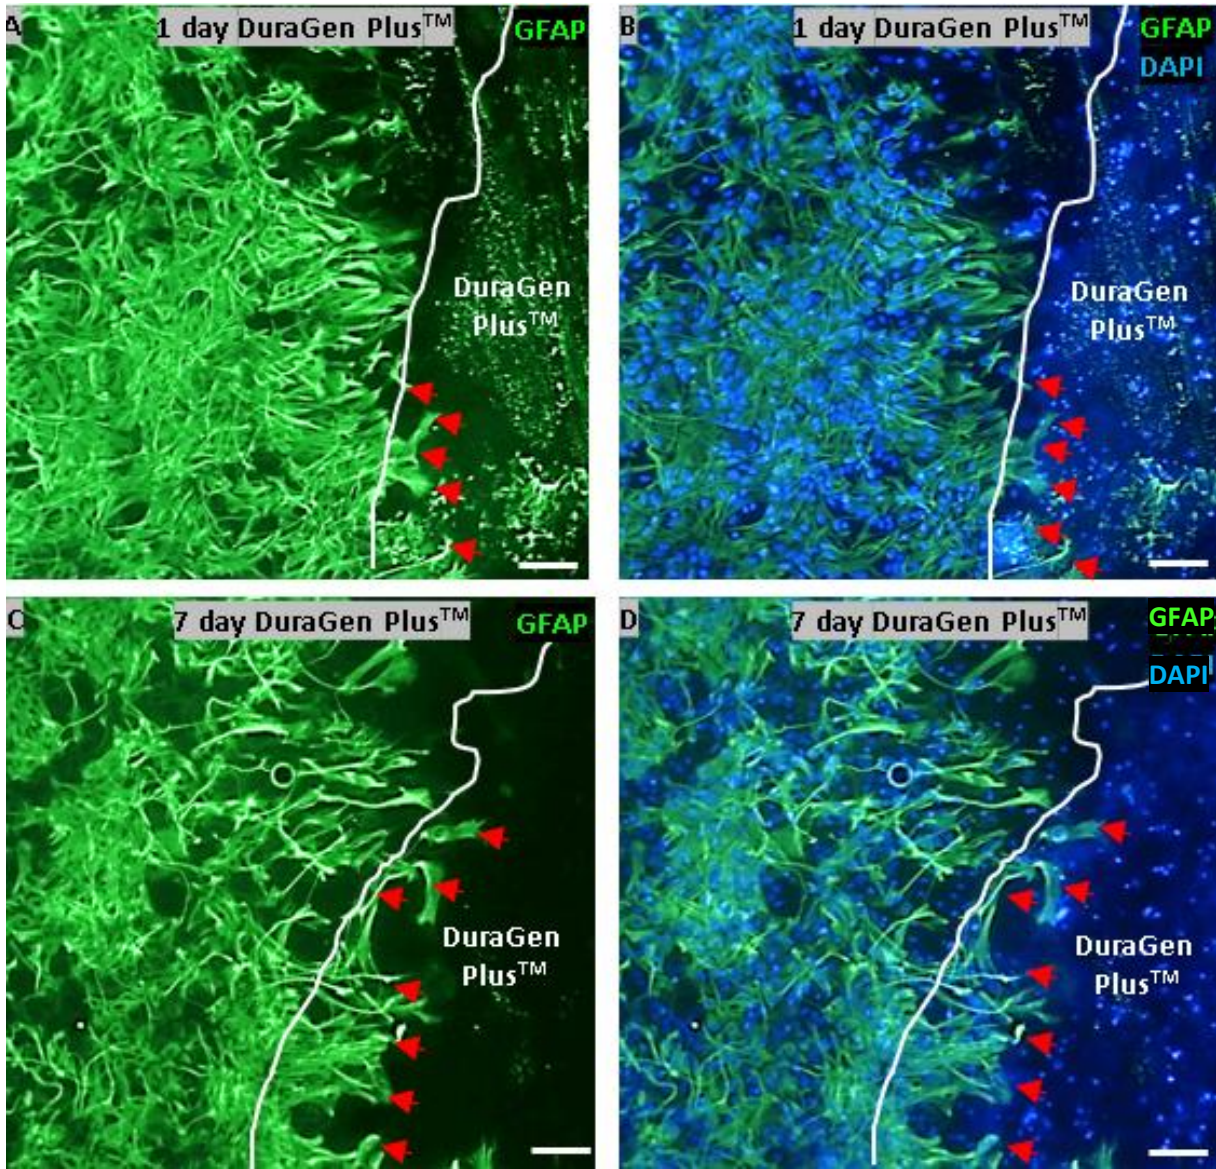 A
1 day DuraGen Plus™
GFAP
DuraGen
Plus™
B
1 day DuraGen Plus™
GFAP
DAPI
DuraGen
Plus™
C
7 day DuraGen Plus™
GFAP
DuraGen
Plus™
D
7 day DuraGen Plus™
GFAP
DAPI
DuraGen
Plus™